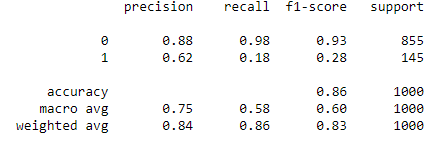 precision recall f1-score support
0 0.88 0.98 0.93 855
1 0.62 0.18 0.28 145
accuracy 0.86 1000
macro avg 0.75 0.58 0.60 1000
weighted avg 0.84 0.86 0.83 1000